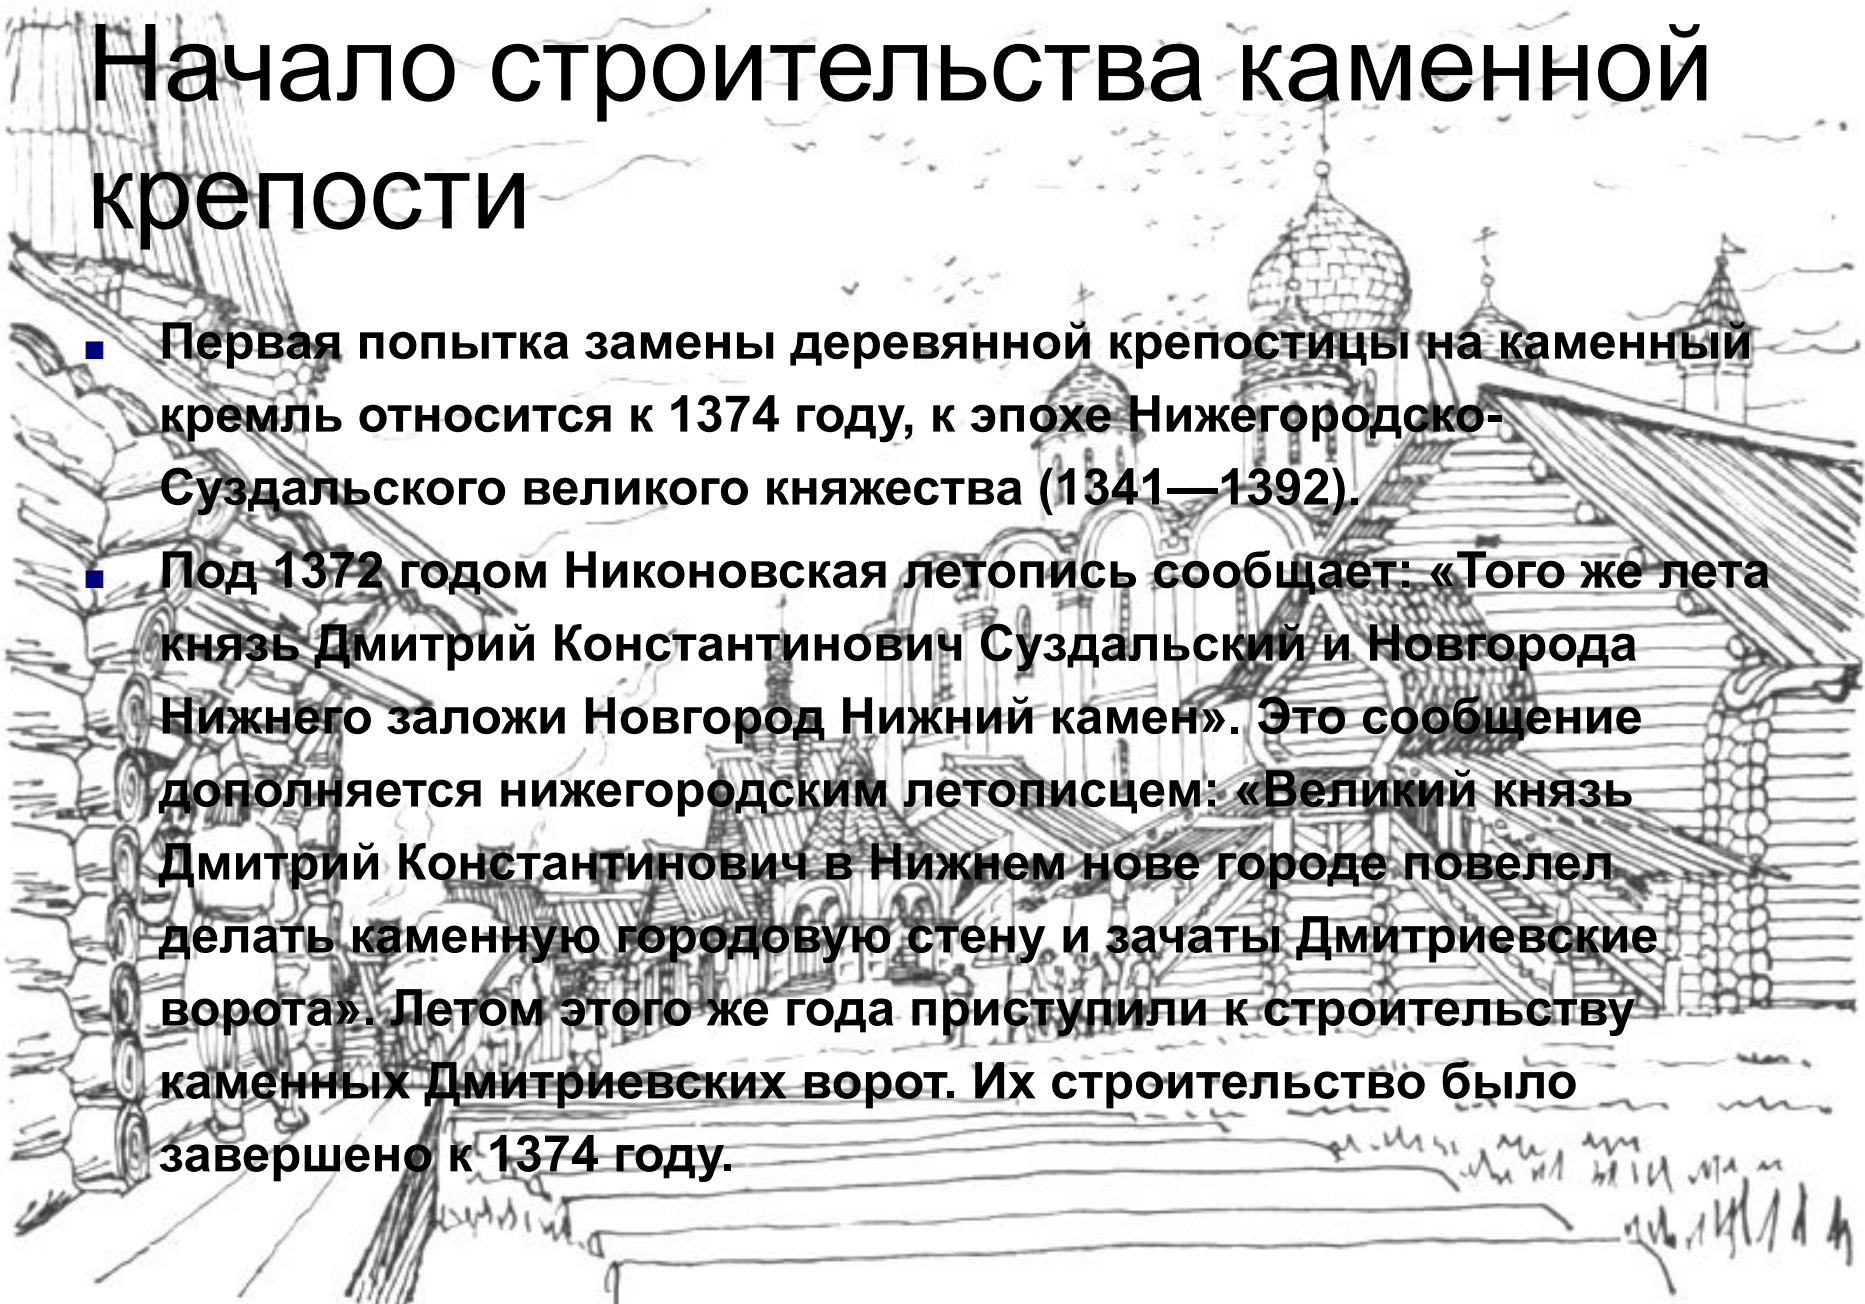 Начало строительства каменной
крепости
Первая попытка замены деревянной крепостицы на каменный
кремль относится к 1374 году, к эпохе Нижегородско-
Суздальского великого княжества (1341—1392).
Под 1372 годом Никоновская летопись сообщает: «Того же лета
князь Дмитрий Константинович Суздальский и Новгорода
Нижнего заложи Новгород Нижний камен». Это сообщение
дополняется нижегородским летописцем: «Великий князь
Дмитрий Константинович в Нижнем нове городе повелел
делать каменную городовую стену и зачаты Дмитриевские
ворота». Летом этого же года приступили к строительству
каменных Дмитриевских ворот. Их строительство было
завершено к 1374 году.